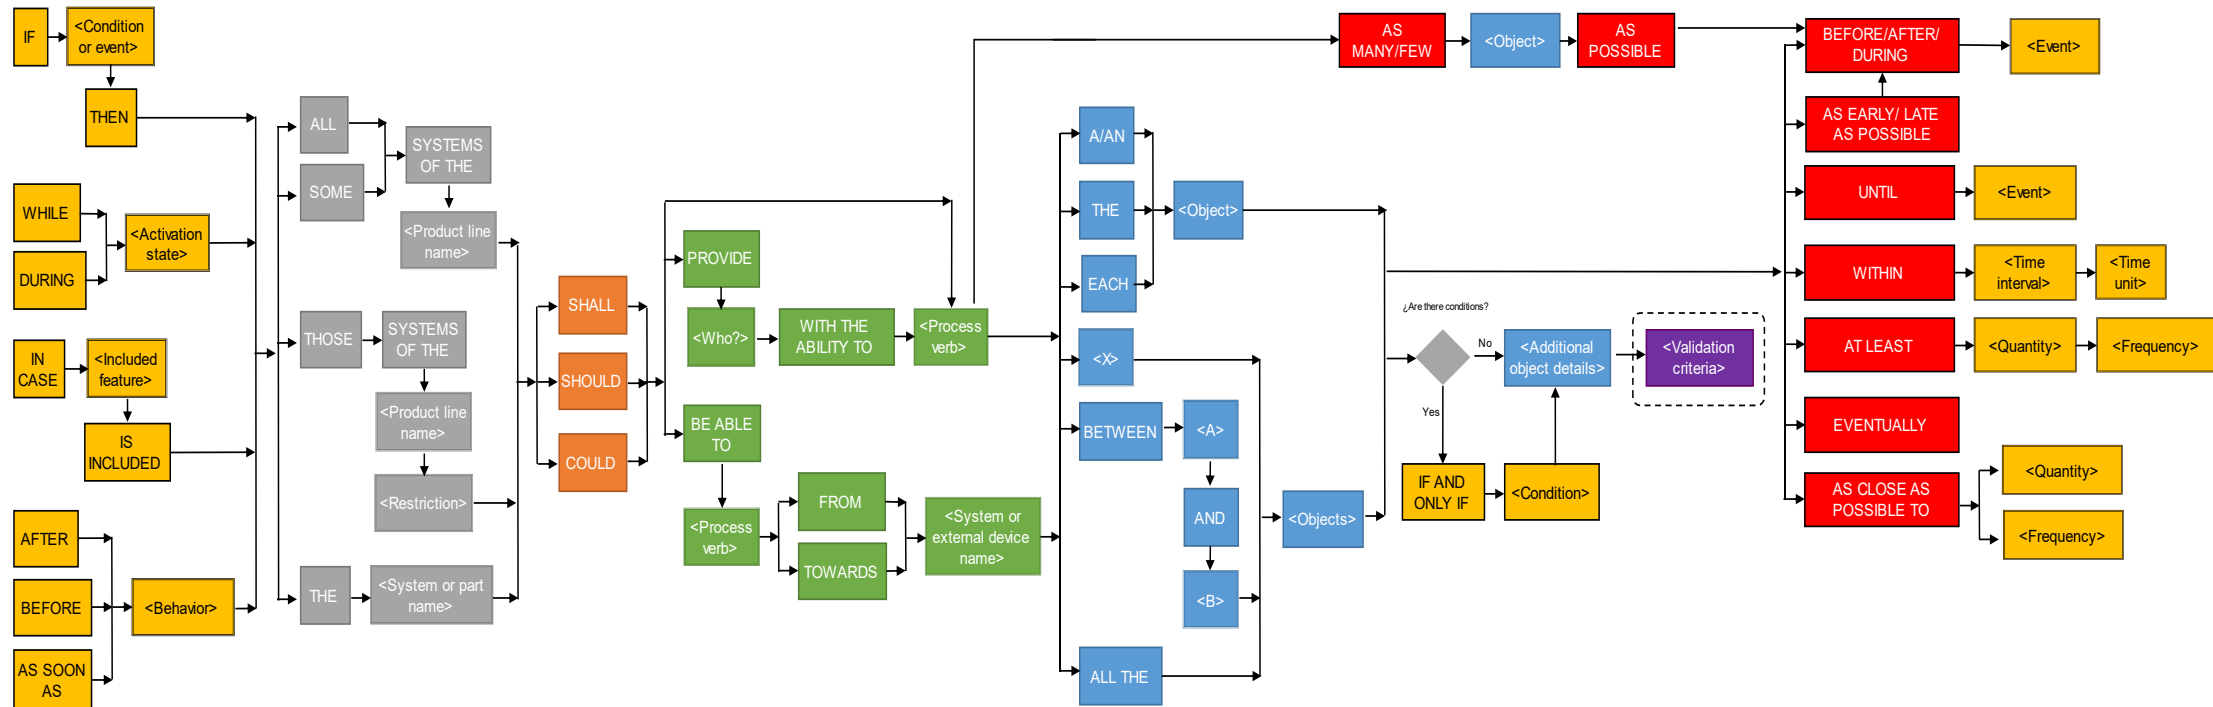 IF
<Condition
or event>
THEN
WHILE
DURING
<Activation
state>
IN
CASE
<Included
feature>
IS
INCLUDED
AFTER
BEFORE
AS SOON
AS
<Behavior>
ALL
SOME
SYSTEMS
OF THE
<Product line
name>
THOSE
SYSTEMS
OF THE
<Product line
name>
<Restriction>
THE
<System or part
name>
SHALL
SHOULD
COULD
PROVIDE
<Who?>
WITH THE
ABILITY TO
<Process
verb>
BE ABLE
TO
<Process
verb>
FROM
TOWARDS
<System or
external device
name>
A/AN
THE
EACH
<Object>
<X>
BETWEEN
<A>
AND
<B>
ALL THE
<Objects>
AS
MANY/FEW
<Object>
AS
POSSIBLE
¿Are there conditions?
No
Yes
IF AND
ONLY IF
<Condition>
<Additional
object details>
<Validation
criteria>
BEFORE/AFTER/
DURING
<Event>
AS EARLY/ LATE
AS POSSIBLE
UNTIL
<Event>
WITHIN
<Time
interval>
<Time
unit>
AT LEAST
<Quantity>
<Frequency>
EVENTUALLY
AS CLOSE AS
POSSIBLE TO
<Quantity>
<Frequency>